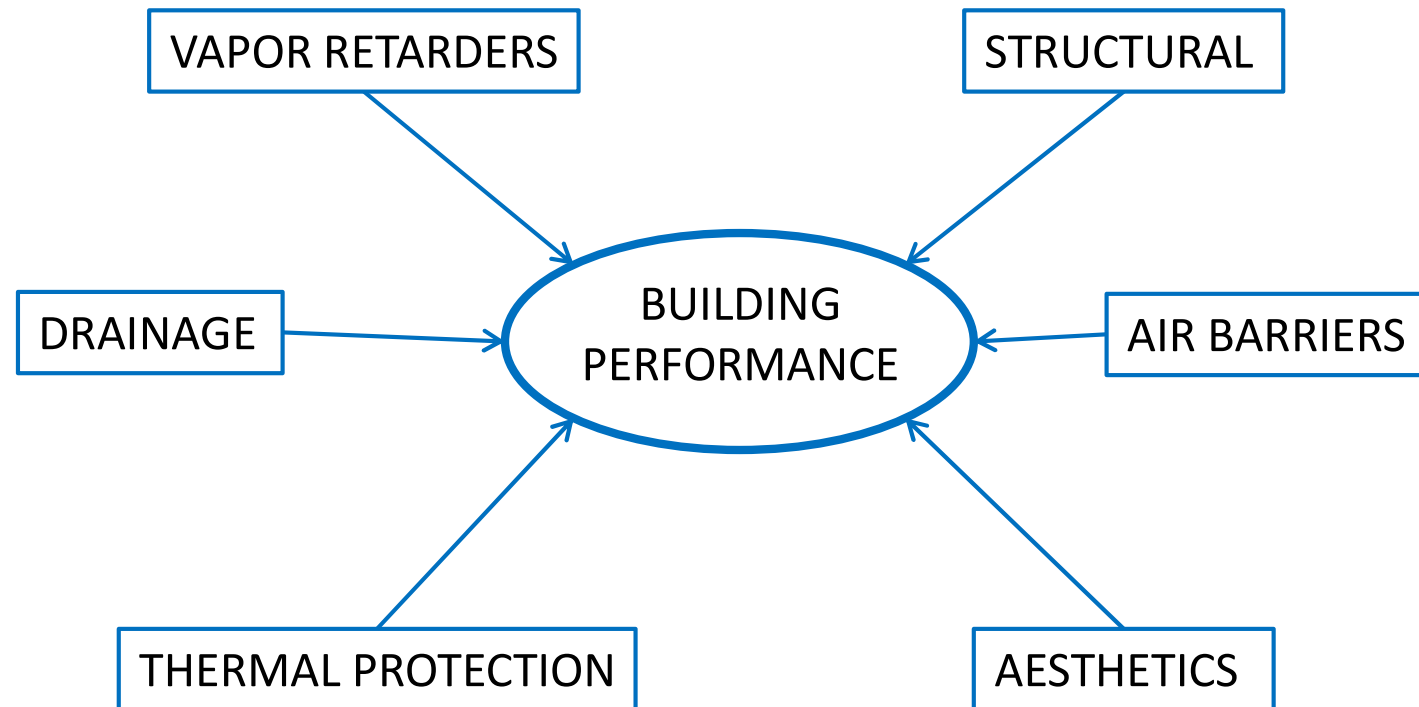 VAPOR RETARDERS
STRUCTURAL
DRAINAGE
BUILDING
PERFORMANCE
AIR BARRIERS
THERMAL PROTECTION
AESTHETICS